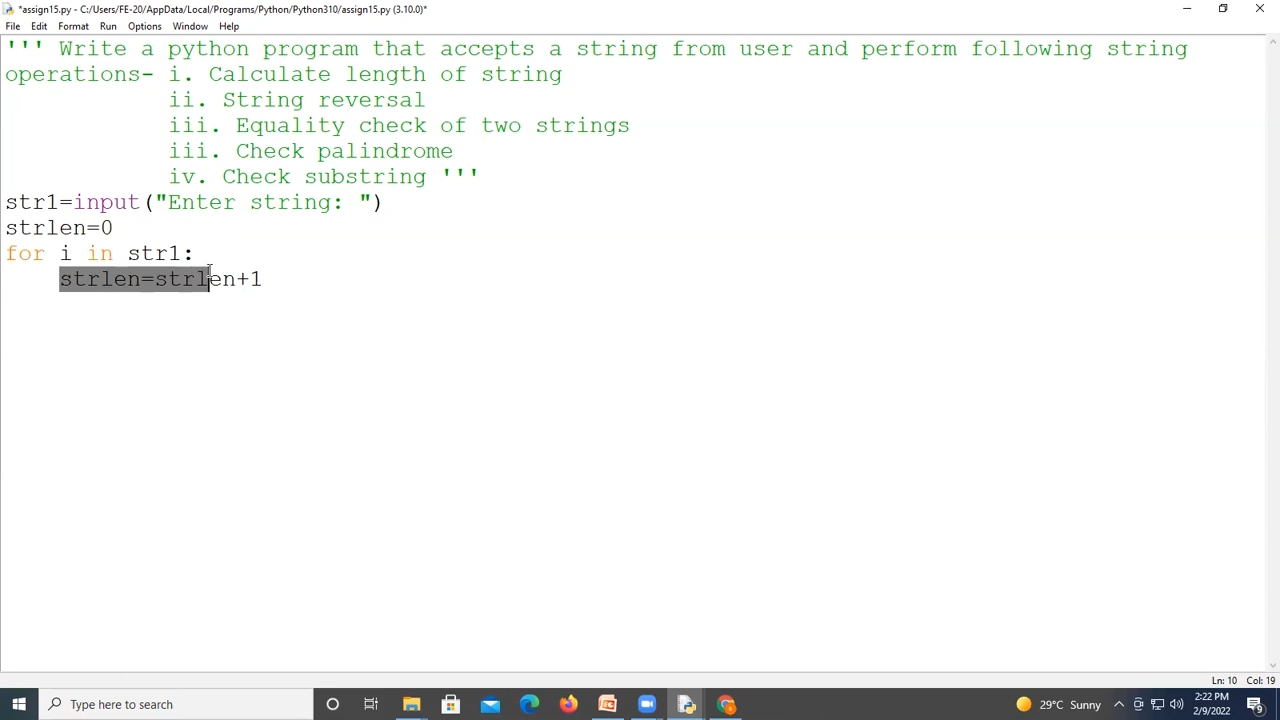 *assign15.py - C:/Users/FE-20/AppData/Local/Programs/Python/Python310/assign15.py (3.10.0)*
File Edit Format Run Options Window Help
''' Write a python program that accepts a string from user and perform following string
operations- i. Calculate length of string
ii. String reversal
iii. Equality check of two strings
iii. Check palindrome
iv. Check substring '''
str1=input("Enter string: ")
strlen=0
for i in str1:
strlen=strlen+1
Ln: 10 Col: 19
Type here to search
29°C Sunny
2:22 PM
2/9/2022
9